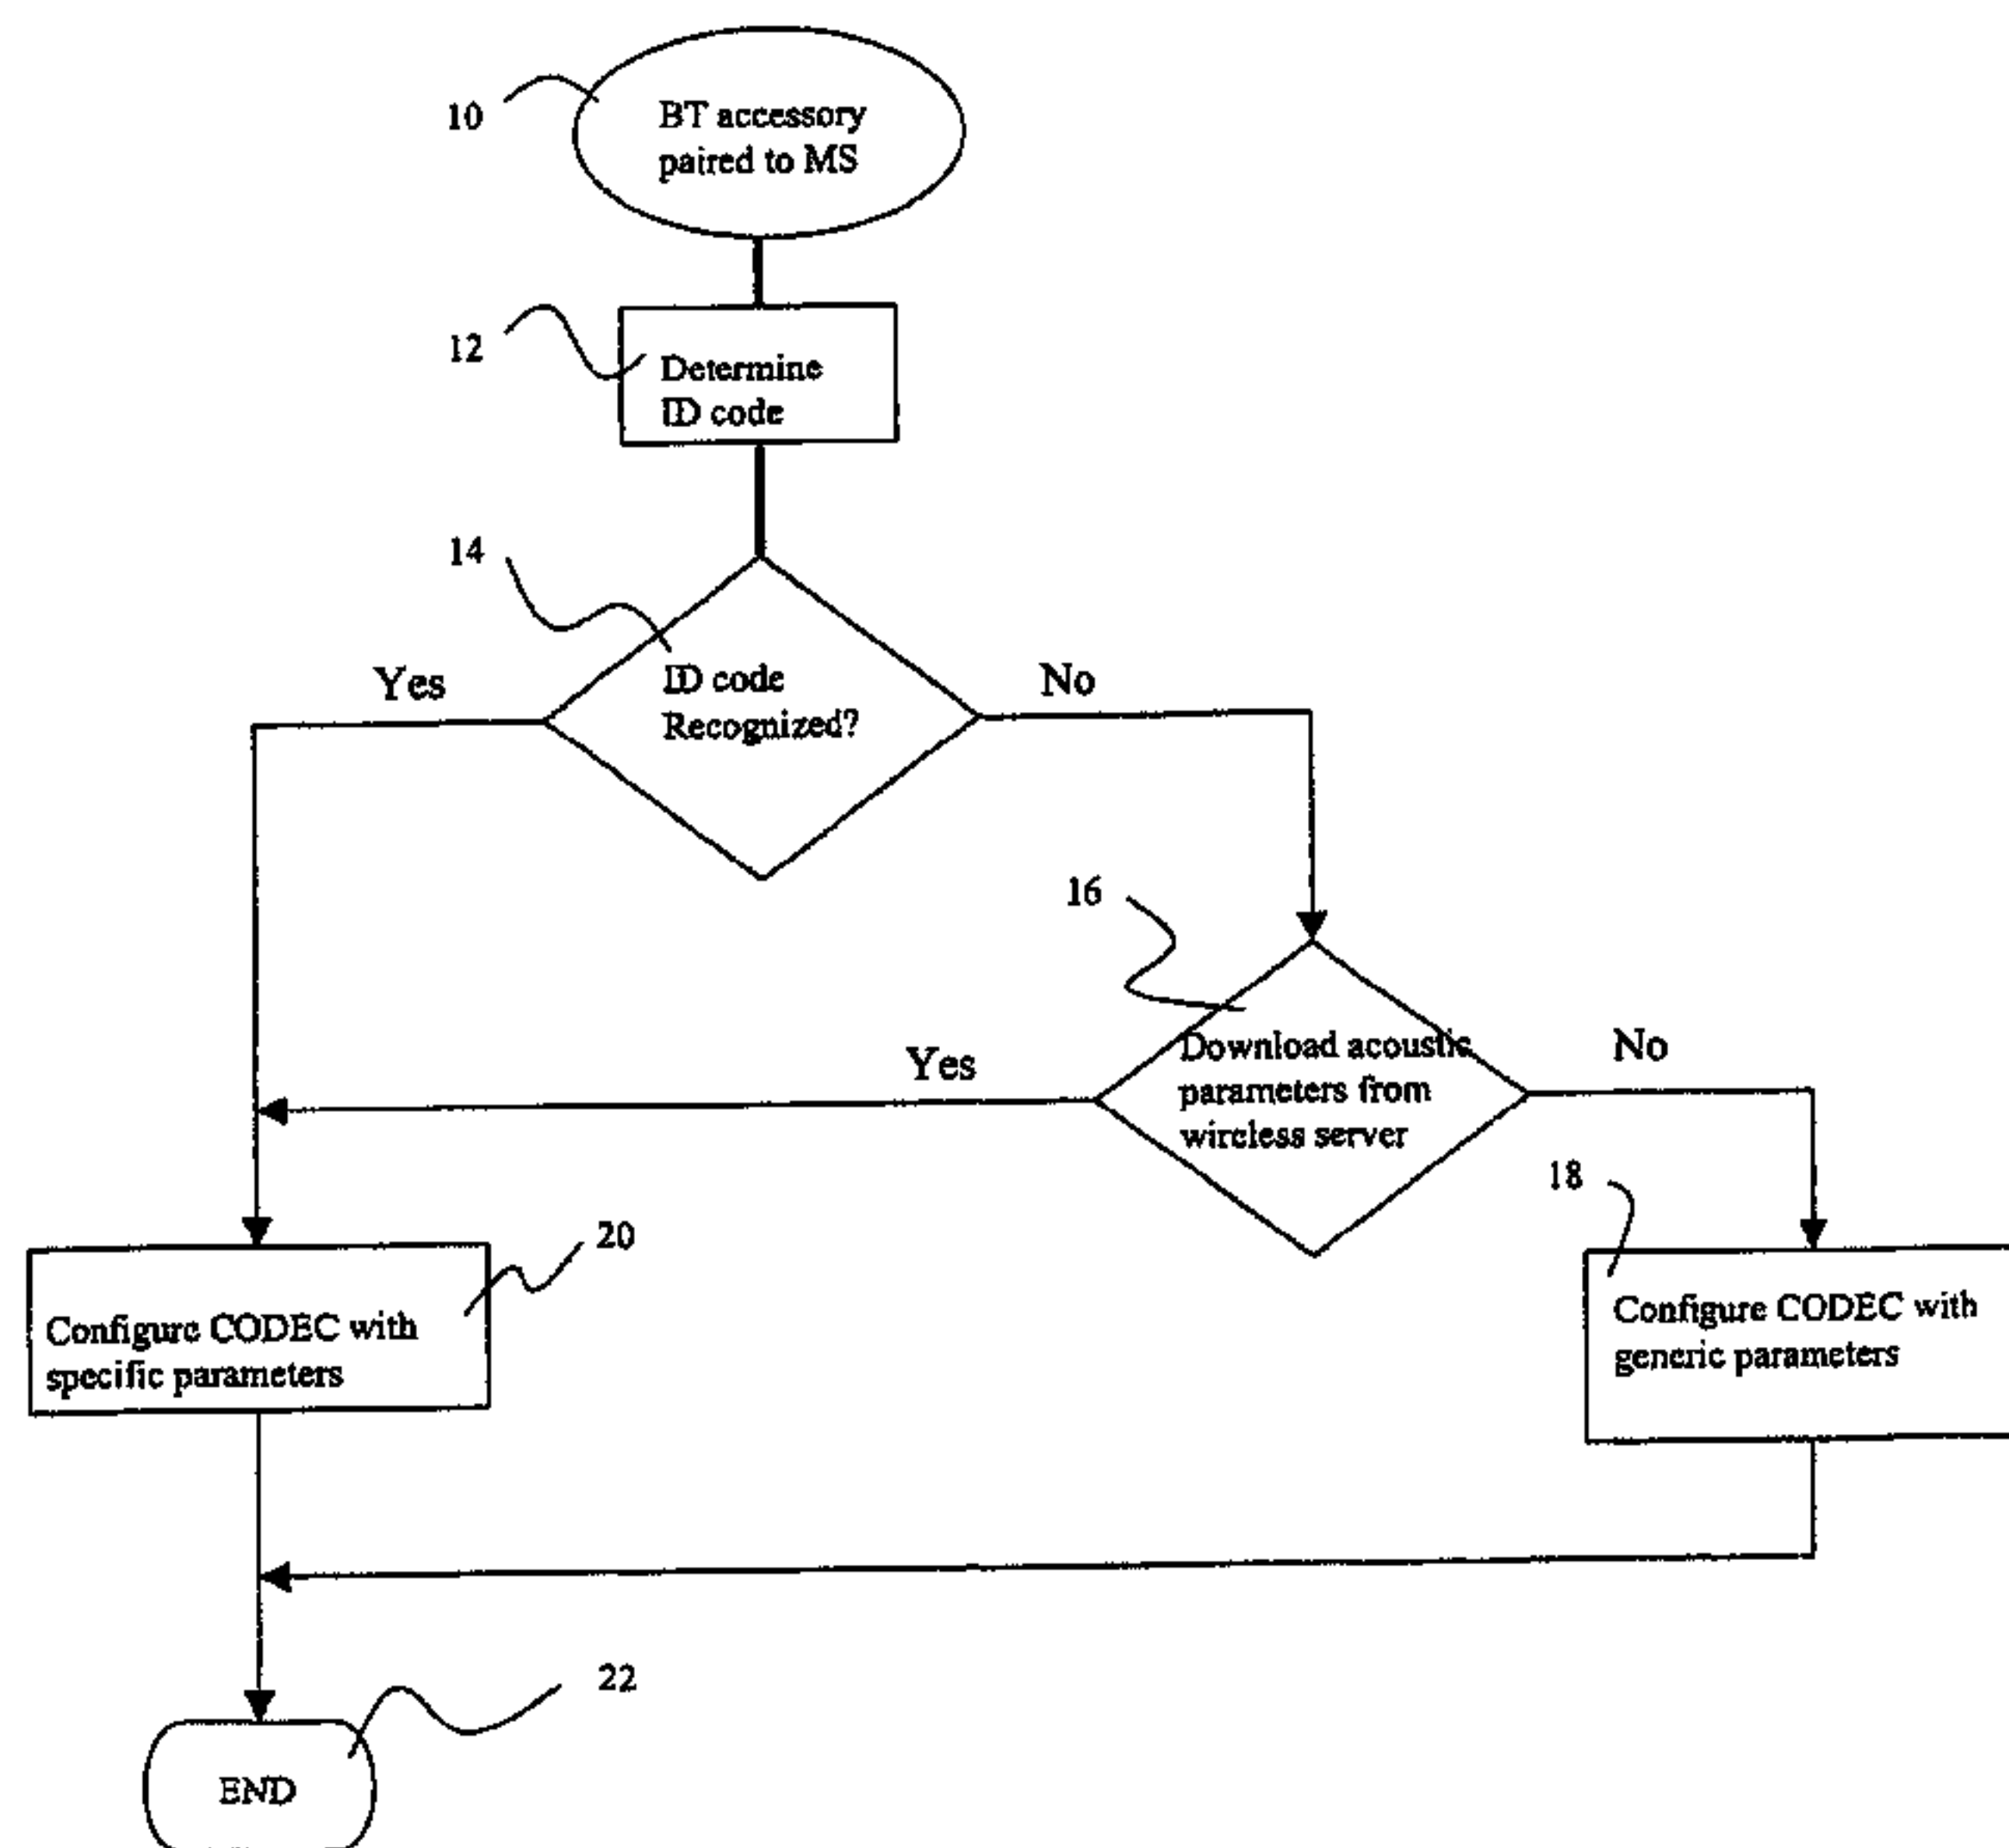 10
BT accessory
paired to MS
12
Determine
ID code
14
ID code
Recognized?
Yes
No
16
Download acoustic
parameters from
wireless server
Yes
No
18
Configure CODEC with
generic parameters
20
Configure CODEC with
specific parameters
22
END